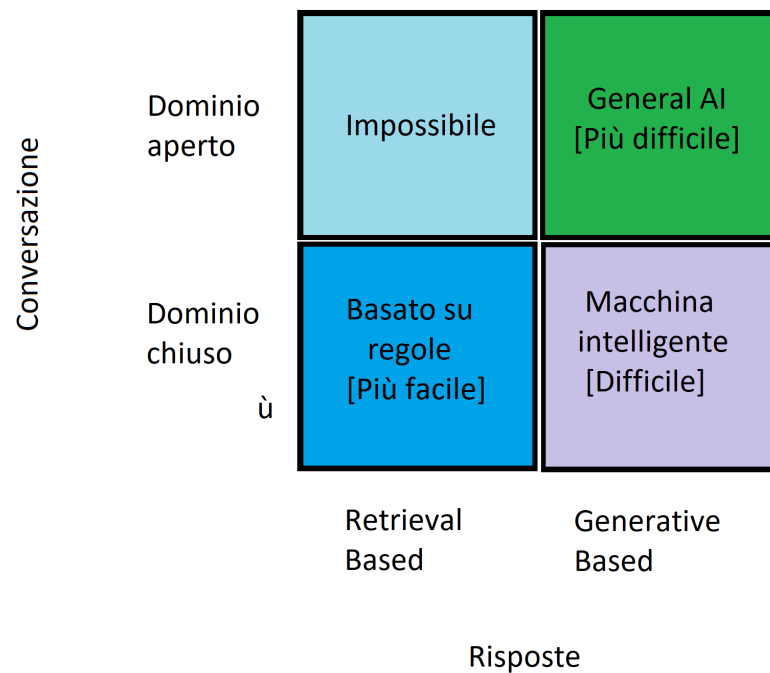 Conversazione
Dominio
aperto
Impossibile
General AI
[Più difficile]
Dominio
chiuso
ù
Basato su
regole
[Più facile]
Macchina
intelligente
[Difficile]
Retrieval
Based
Generative
Based
Risposte